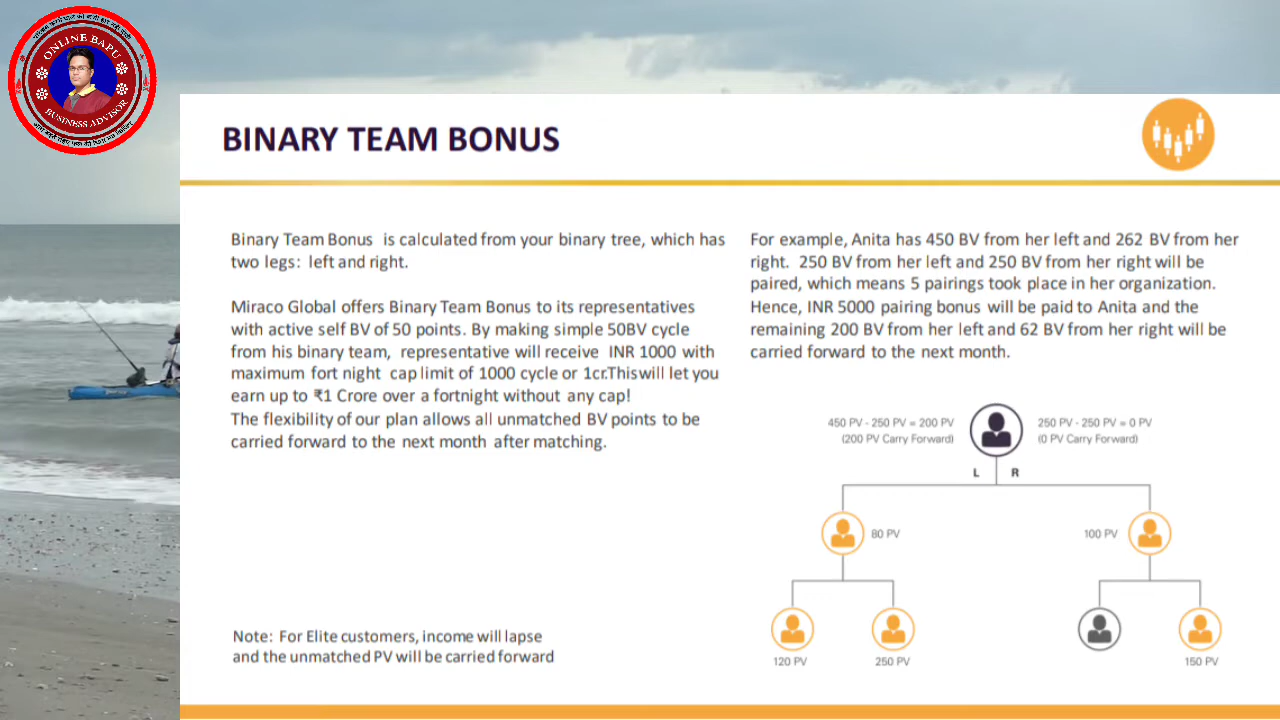 ONLINE BAPU
BUSINESS ADVISOR
BINARY TEAM BONUS
Binary Team Bonus is calculated from your binary tree, which has
two legs: left and right.
Miraco Global offers Binary Team Bonus to its representatives
with active self BV of 50 points. By making simple 50BV cycle
from his binary team, representative will receive INR 1000 with
maximum fort night cap limit of 1000 cycle or 1cr.Thiswill let you
earn up to ₹1 Crore over a fortnight without any cap!
The flexibility of our plan allows all unmatched BV points to be
carried forward to the next month after matching.
Note: For Elite customers, income will lapse
and the unmatched PV will be carried forward
For example, Anita has 450 BV from her left and 262 BV from her
right. 250 BV from her left and 250 BV from her right will be
paired, which means 5 pairings took place in her organization.
Hence, INR 5000 pairing bonus will be paid to Anita and the
remaining 200 BV from her left and 62 BV from her right will be
carried forward to the next month.
450 PV - 250 PV = 200 PV
(200 PV Carry Forward)
250 PV - 250 PV = 0 PV
(0 PV Carry Forward)
L R
80 PV
100 PV
120 PV
250 PV
150 PV